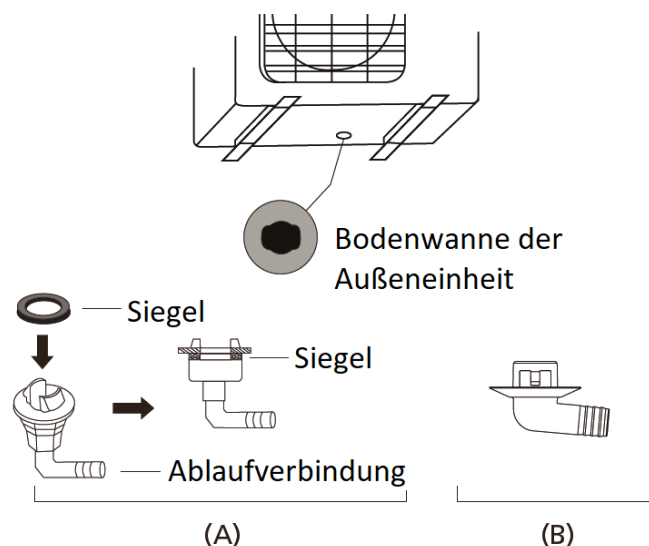 Bodenwanne der
Außeneinheit
Siegel
Siegel
Ablaufverbindung
(A)
(B)